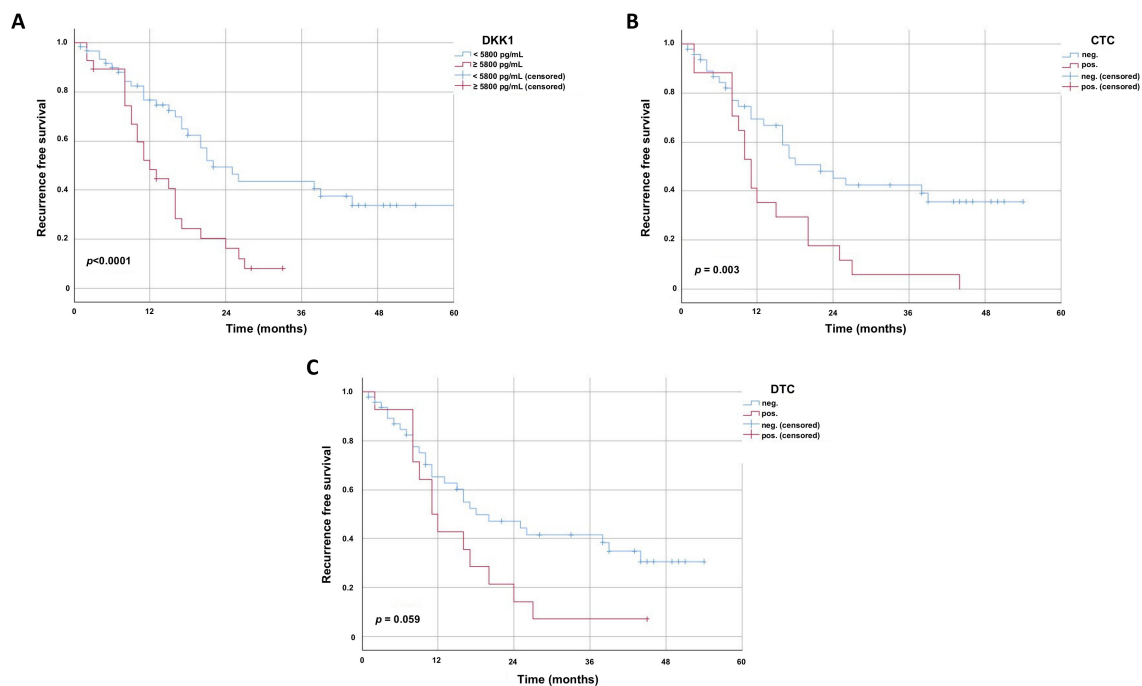 A
DKK1
< 5800 pg/mL
≥ 5800 pg/mL
< 5800 pg/mL (censored)
≥ 5800 pg/mL (censored)
Recurrence free survival
1.0
0.8
0.6
0.4
0.2
0
p<0.0001
0 12 24 36 48 60
Time (months)
B
CTC
neg.
pos.
neg. (censored)
pos. (censored)
Recurrence free survival
1.0
0.8
0.6
0.4
0.2
0
p = 0.003
0 12 24 36 48 60
Time (months)
C
DTC
neg.
pos.
neg. (censored)
pos. (censored)
Recurrence free survival
1.0
0.8
0.6
0.4
0.2
0
p = 0.059
0 12 24 36 48 60
Time (months)